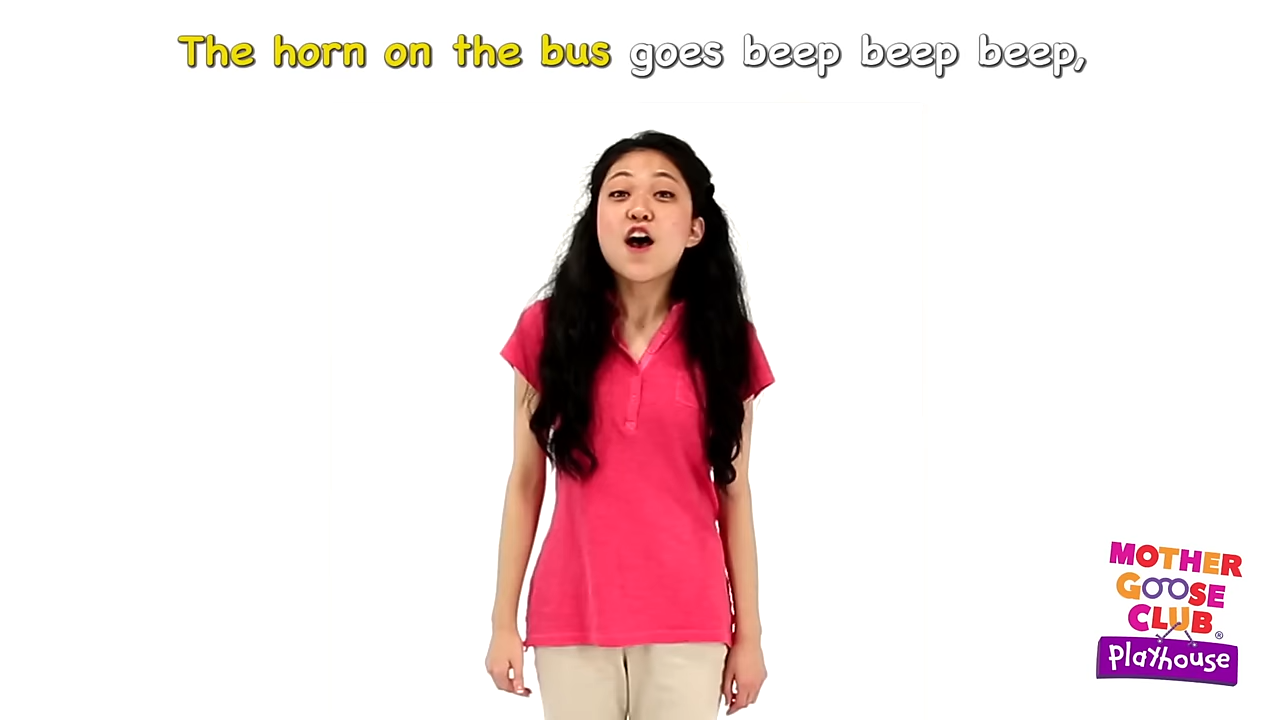 The horn on the bus goes beep beep beep,
MOTHER
GOOSE
CLUB®
Playhouse